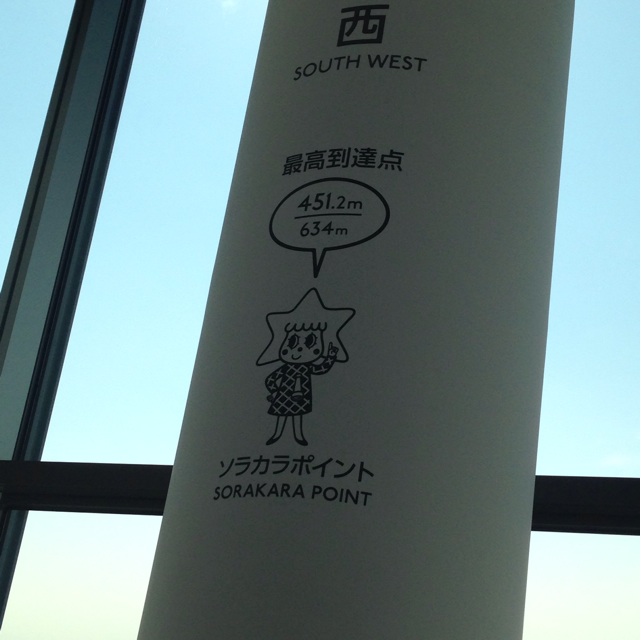 西
SOUTH WEST
最高到達点
451.2m
634m
ソラカラポイント
SORAKARA POINT